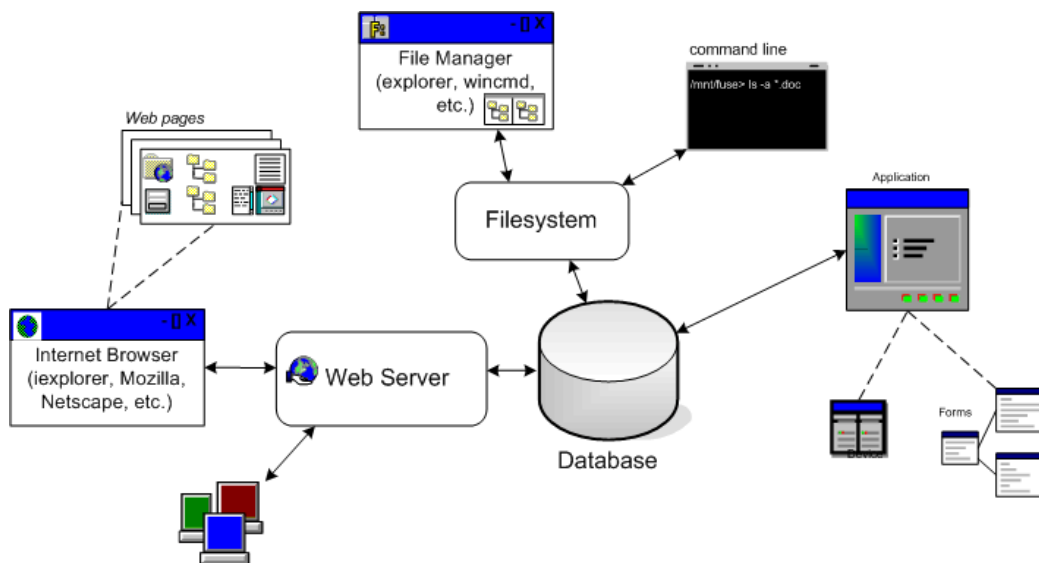 - [] X
File Manager
(explorer, wincmd,
etc.)
command line
/mnt/fuse> ls -a *.doc
Web pages
Application
Filesystem
- [] X
Internet Browser
(iexplorer, Mozilla,
Netscape, etc.)
Web Server
Database
Forms
Device